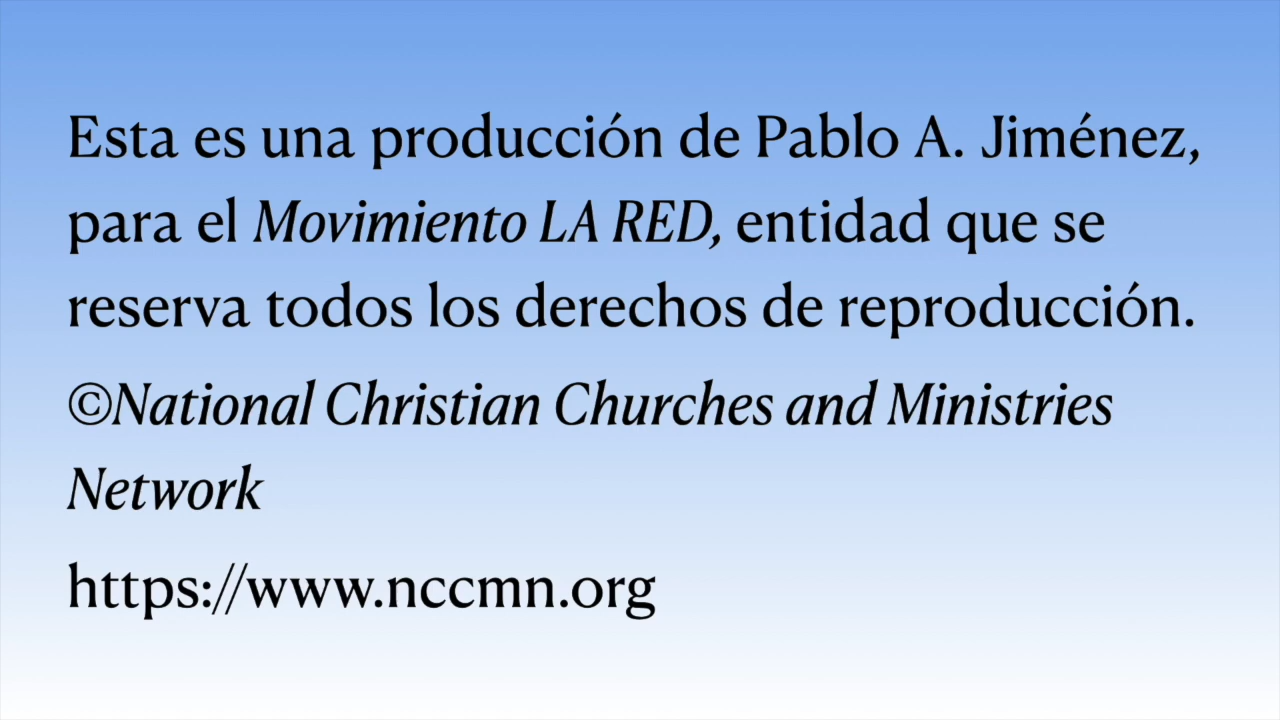 Esta es una producción de Pablo A. Jiménez,
para el Movimiento LA RED, entidad que se
reserva todos los derechos de reproducción.
©National Christian Churches and Ministries
Network
https://www.nccmn.org